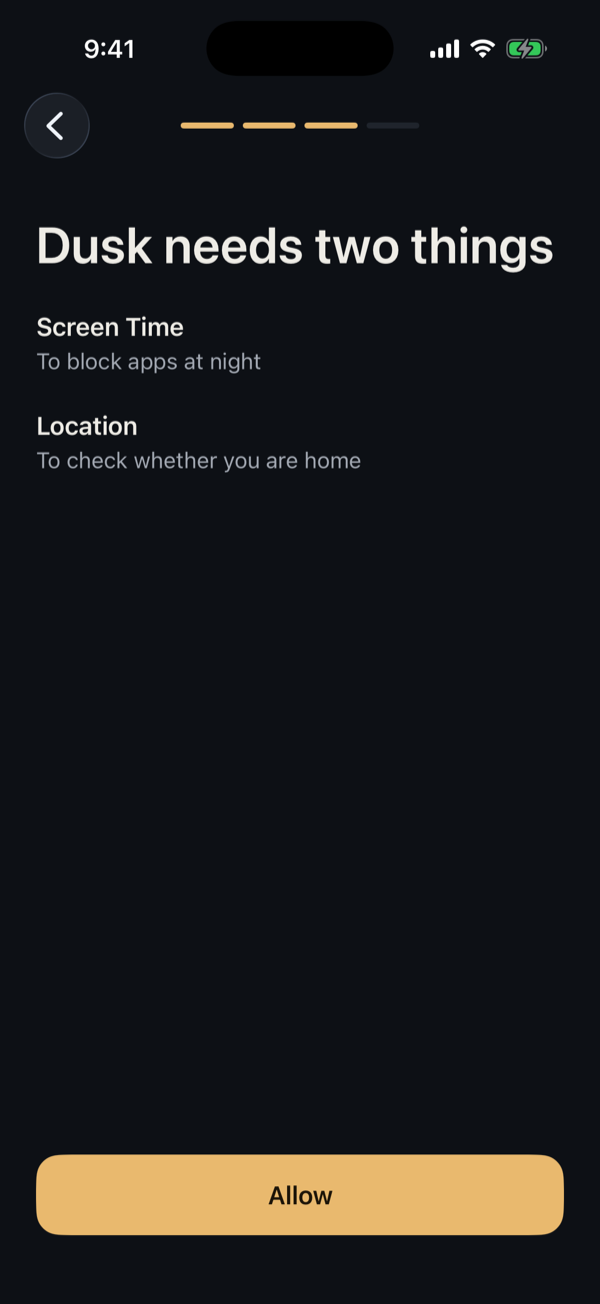 9:41
Dusk needs two things
Screen Time
To block apps at night
Location
To check whether you are home
Allow